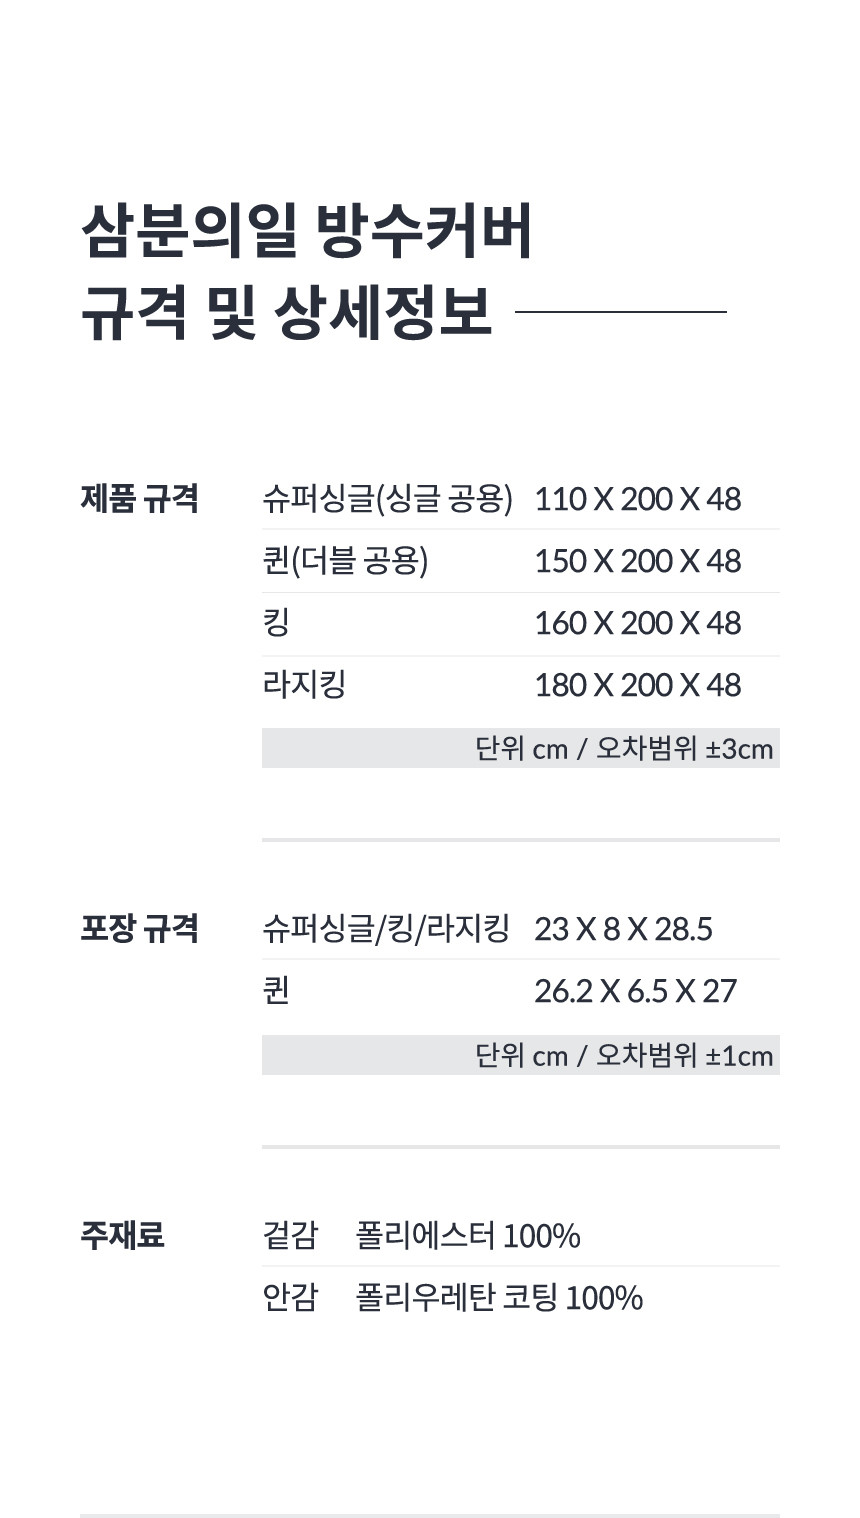 삼분의일 방수커버
규격 및 상세정보
제품 규격 슈퍼싱글(싱글 공용) 110 X 200 X 48
퀸(더블 공용) 150 X 200 X 48
킹 160 X 200 X 48
라지킹 180 X 200 X 48
단위 cm / 오차범위 ±3cm
포장 규격 슈퍼싱글/킹/라지킹 23 X 8 X 28.5
퀸 26.2 X 6.5 X 27
단위 cm / 오차범위 ±1cm
주재료 겉감 폴리에스터 100%
안감 폴리우레탄 코팅 100%